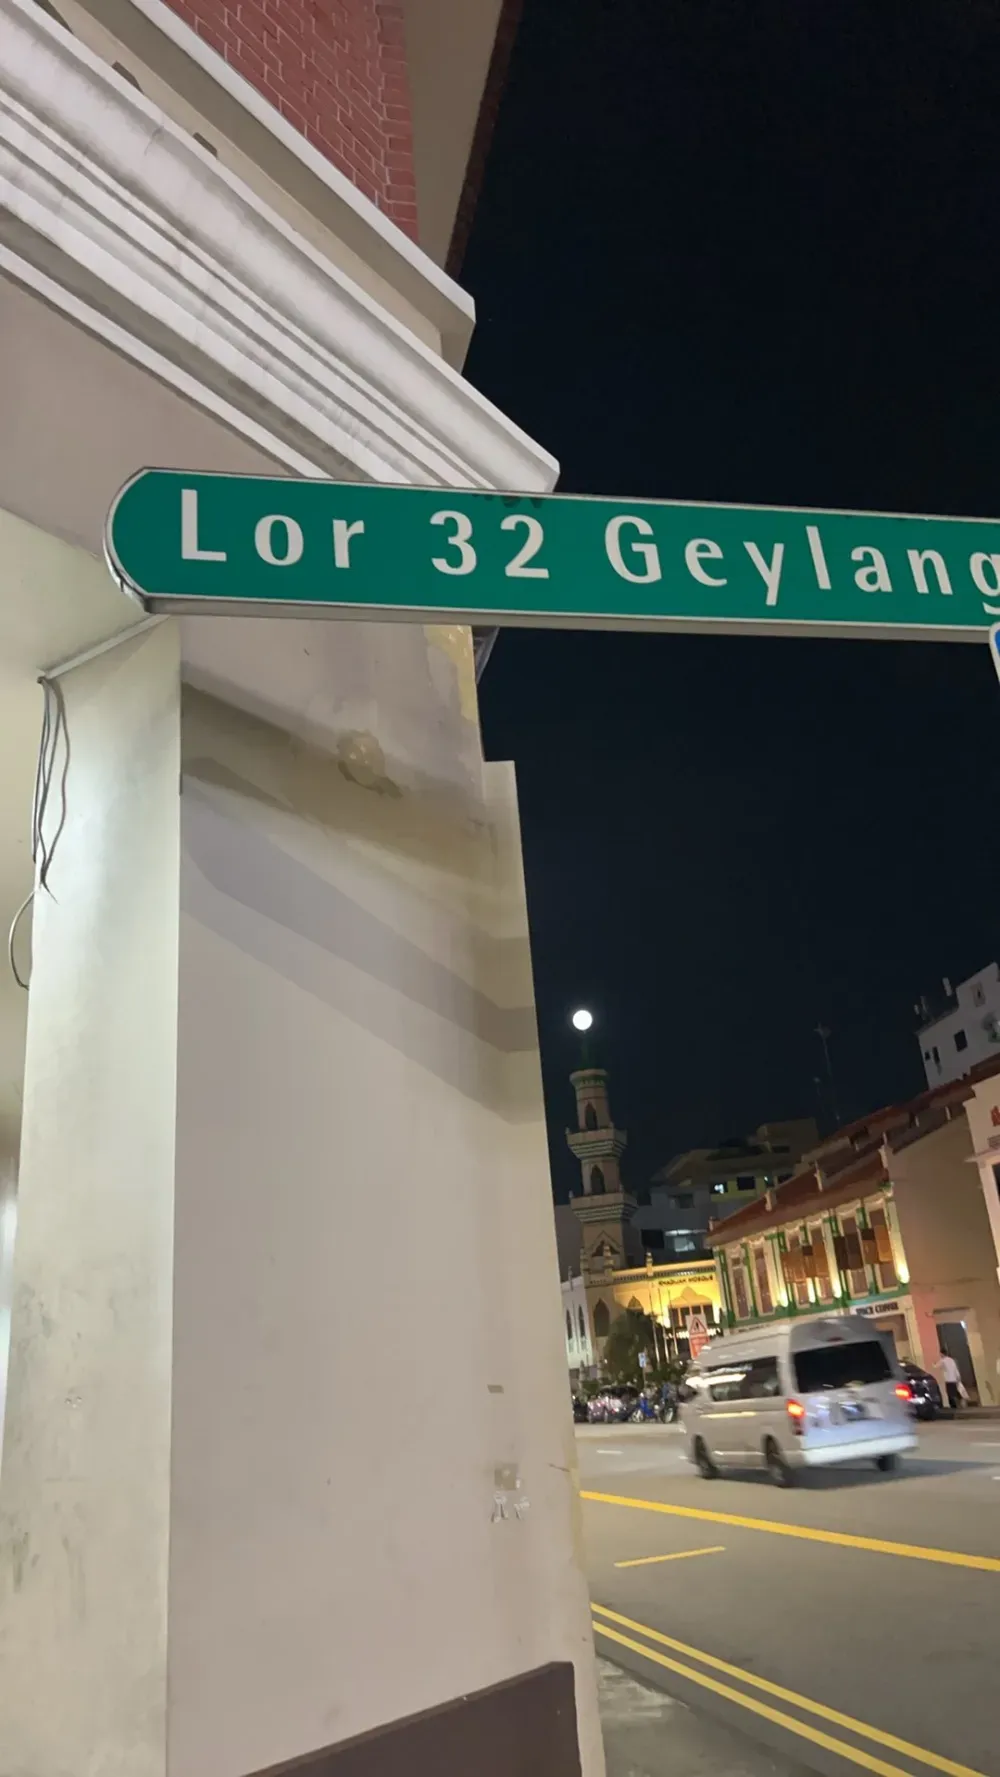 Lor 32 Geylang
KHADIJAH MOSQUE